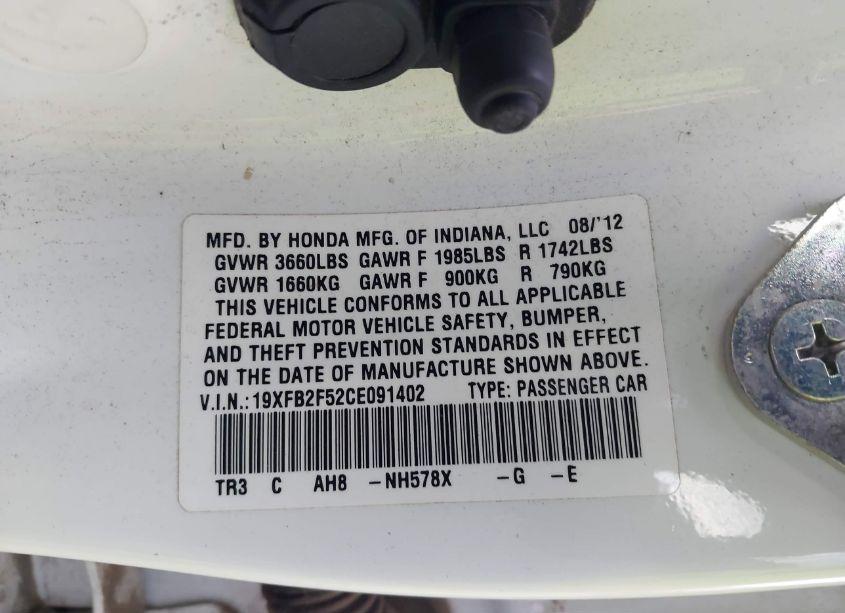 MFD. BY HONDA MFG. OF INDIANA, LLC 08/'12
GVWR 3660LBS GAWR F 1985LBS R 1742LBS
GVWR 1660KG GAWR F 900KG R 790KG
THIS VEHICLE CONFORMS TO ALL APPLICABLE
FEDERAL MOTOR VEHICLE SAFETY, BUMPER,
AND THEFT PREVENTION STANDARDS IN EFFECT
ON THE DATE OF MANUFACTURE SHOWN ABOVE.
V.I.N.: 19XFB2F52CE091402 TYPE: PASSENGER CAR
TR3 C AH8 -NH578X -G -E